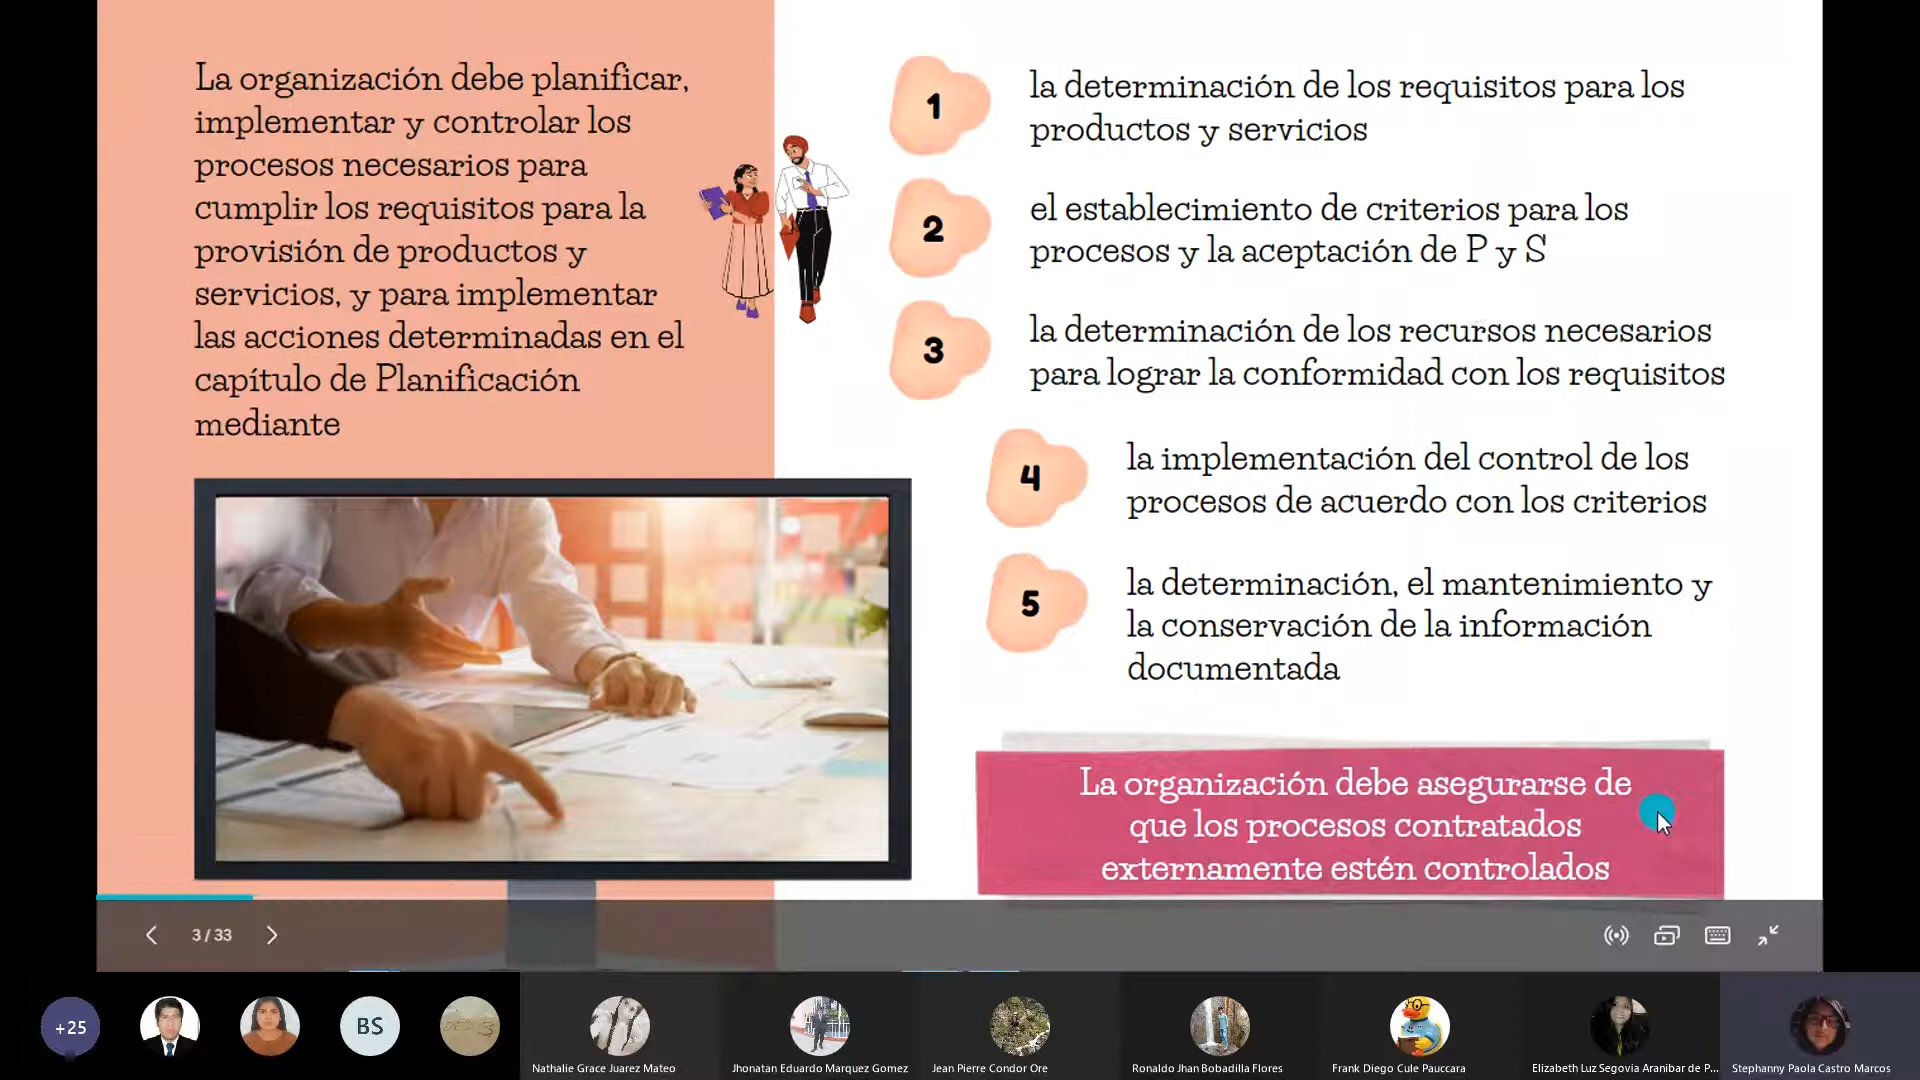 La organización debe planificar,
implementar y controlar los
procesos necesarios para
cumplir los requisitos para la
provisión de productos y
servicios, y para implementar
las acciones determinadas en el
capítulo de Planificación
mediante
1
la determinación de los requisitos para los
productos y servicios
2
el establecimiento de criterios para los
procesos y la aceptación de P y S
3
la determinación de los recursos necesarios
para lograr la conformidad con los requisitos
4
la implementación del control de los
procesos de acuerdo con los criterios
5
la determinación, el mantenimiento y
la conservación de la información
documentada
La organización debe asegurarse de
que los procesos contratados
externamente estén controlados
3 / 33
+25
BS
Nathalie Grace Juarez Mateo
Jhonatan Eduardo Marquez Gomez
Jean Pierre Condor Ore
Ronaldo Jhan Bobadilla Flores
Frank Diego Cule Pauccara
Elizabeth Luz Segovia Aranibar de P...
Stephanny Paola Castro Marcos